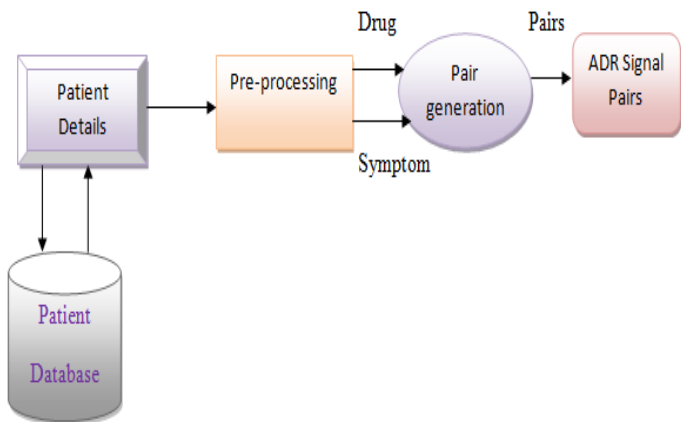 Drug
Pairs
Patient
Details
Pre-processing
Pair
generation
ADR Signal
Pairs
Symptom
Patient
Database